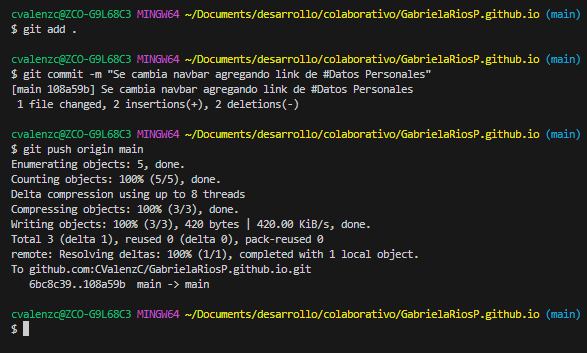 cvalenzc@ZCO-G9L68C3 MINGW64 ~/Documents/desarrollo/colaborativo/GabrielaRiosP.github.io (main)
$ git add .

cvalenzc@ZCO-G9L68C3 MINGW64 ~/Documents/desarrollo/colaborativo/GabrielaRiosP.github.io (main)
$ git commit -m "Se cambia navbar agregando link de #Datos Personales"
[main 108a59b] Se cambia navbar agregando link de #Datos Personales
 1 file changed, 2 insertions(+), 2 deletions(-)

cvalenzc@ZCO-G9L68C3 MINGW64 ~/Documents/desarrollo/colaborativo/GabrielaRiosP.github.io (main)
$ git push origin main
Enumerating objects: 5, done.
Counting objects: 100% (5/5), done.
Delta compression using up to 8 threads
Compressing objects: 100% (3/3), done.
Writing objects: 100% (3/3), 420 bytes | 420.00 KiB/s, done.
Total 3 (delta 1), reused 0 (delta 0), pack-reused 0
remote: Resolving deltas: 100% (1/1), completed with 1 local object.
To github.com:CValenzC/GabrielaRiosP.github.io.git
   6bc8c39..108a59b  main -> main

cvalenzc@ZCO-G9L68C3 MINGW64 ~/Documents/desarrollo/colaborativo/GabrielaRiosP.github.io (main)
$